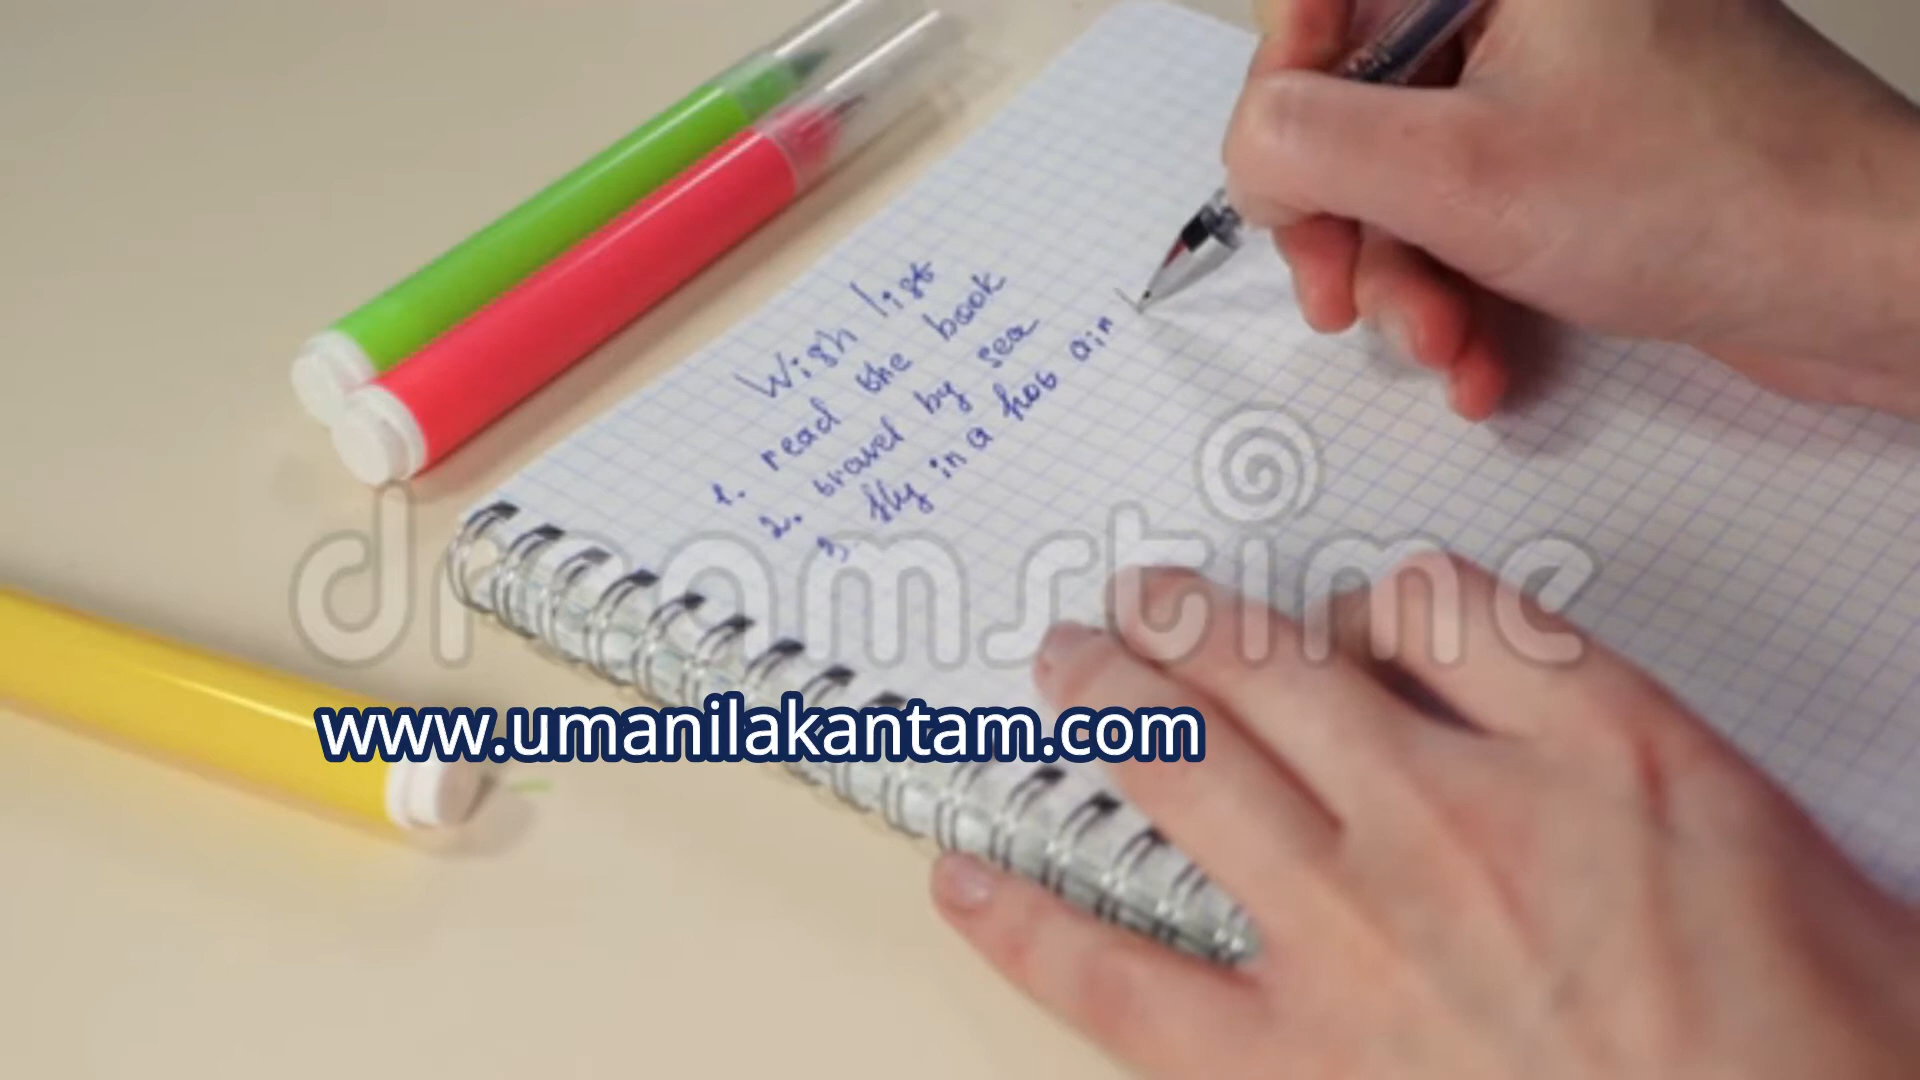 Wish list
1. read the book
2. travel by sea
3 fly in a hot air
dreamstime
www.umanilakantam.com